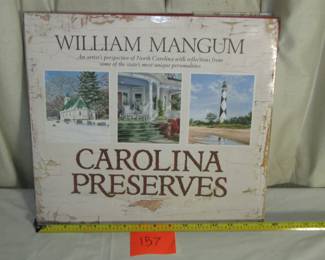 WILLIAM MANGUM
An artist's perspective of North Carolina with reflections from
some of the state's most unique personalities
CAROLINA
PRESERVES
157